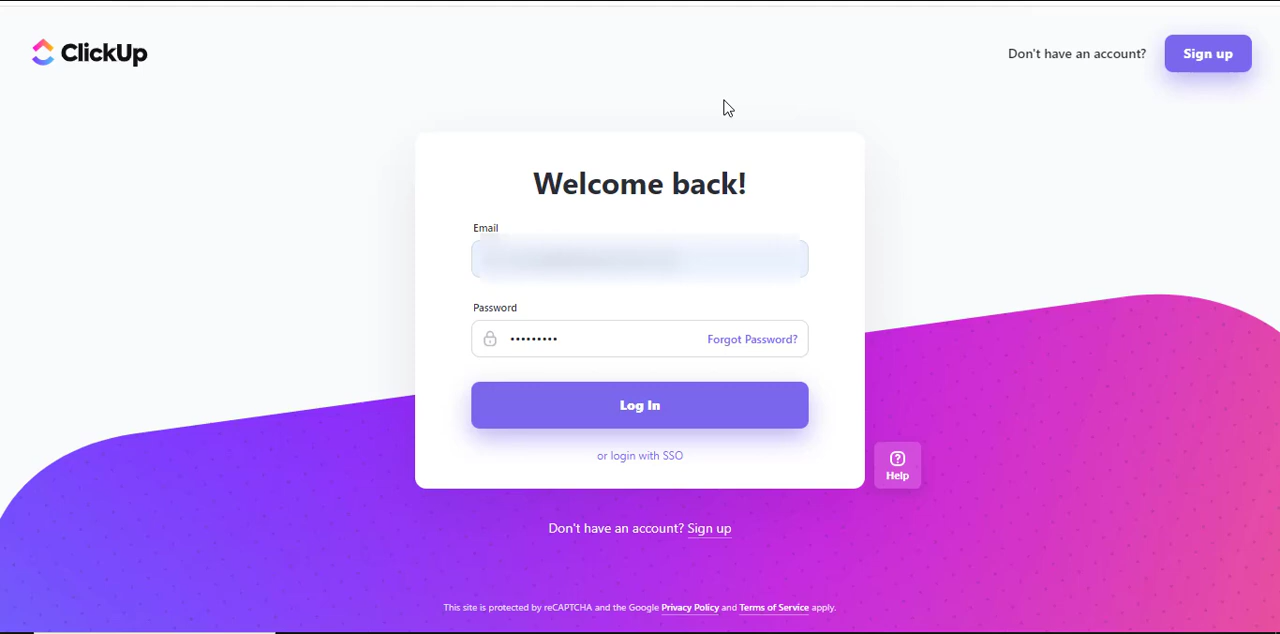 ClickUp
Don't have an account?
Sign up
Welcome back!
Email
Password
•••••••••
Forgot Password?
Log In
or login with SSO
Help
Don't have an account? Sign up
This site is protected by reCAPTCHA and the Google Privacy Policy and Terms of Service apply.